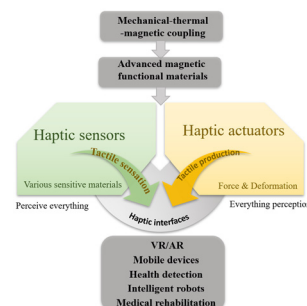 Mechanical-thermal
-magnetic coupling
Advanced magnetic
functional materials
Haptic sensors
Haptic actuators
Tactile sensation
Tactile production
Various sensitive materials
Force & Deformation
Perceive everything
Everything perceptio
Haptic interfaces
VR/AR
Mobile devices
Health detection
Intelligent robots
Medical rehabilitation